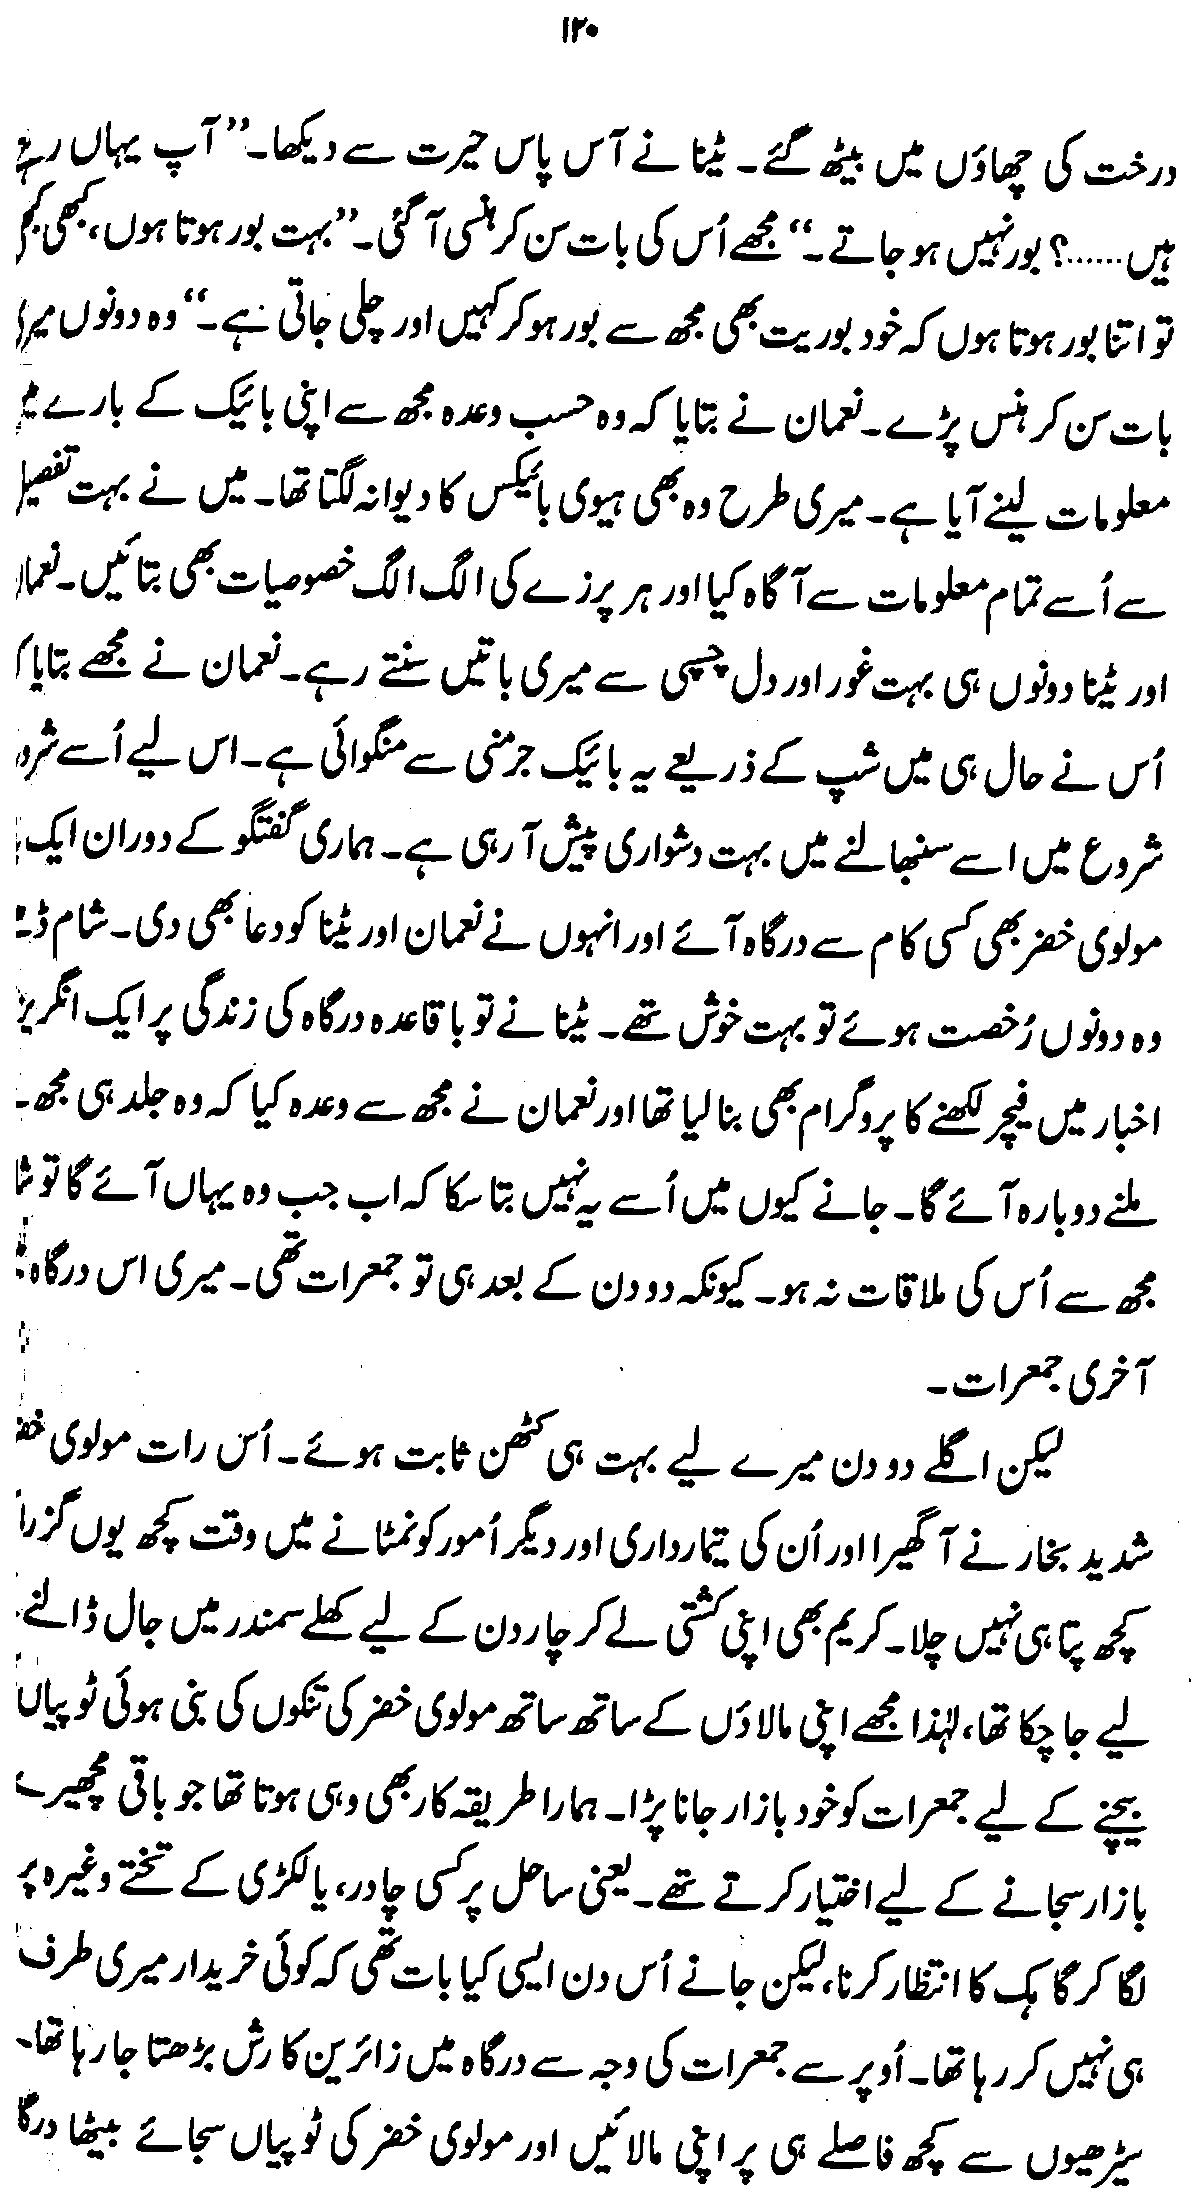 ۱۲۰
درخت کی چھاؤں میں بیٹھ گئے۔ ٹینا نے آس پاس حیرت سے دیکھا۔ ”آپ یہاں رہتے
ہیں......؟ بور نہیں ہو جاتے۔“ مجھے اُس کی بات سن کر ہنسی آ گئی۔ ”بہت بور ہوتا ہوں، کبھی کبھی
تو اتنا بور ہوتا ہوں کہ خود بوریت بھی مجھ سے بور ہو کر کہیں اور چلی جاتی ہے۔“ وہ دونوں میری
بات سن کر ہنس پڑے۔ نعمان نے بتایا کہ وہ حسب وعدہ مجھ سے اپنی بائیک کے بارے میں
معلومات لینے آیا ہے۔ میری طرح وہ بھی ہیوی بائیکس کا دیوانہ لگتا تھا۔ میں نے بہت تفصیل
سے اُسے تمام معلومات سے آگاہ کیا اور ہر پرزے کی الگ الگ خصوصیات بھی بتائیں۔ نعمان
اور ٹینا دونوں ہی بہت غور اور دل چسپی سے میری باتیں سنتے رہے۔ نعمان نے مجھے بتایا
اُس نے حال ہی میں شپ کے ذریعے یہ بائیک جرمنی سے منگوائی ہے۔ اس لیے اُسے شرو
شروع میں اسے سنبھالنے میں بہت دشواری پیش آ رہی ہے۔ ہماری گفتگو کے دوران ایک
مولوی خضر بھی کسی کام سے درگاہ آئے اور انہوں نے نعمان اور ٹینا کو دعا بھی دی۔ شام
وہ دونوں رُخصت ہوئے تو بہت خوش تھے۔ ٹینا نے تو باقاعدہ درگاہ کی زندگی پر ایک انگریز
اخبار میں فیچر لکھنے کا پروگرام بھی بنا لیا تھا اور نعمان نے مجھ سے وعدہ کیا کہ وہ جلد ہی مجھ
ملنے دوبارہ آئے گا۔ جانے کیوں میں اُسے یہ نہیں بتا سکا کہ اب جب وہ یہاں آئے گا تو
مجھ سے اُس کی ملاقات نہ ہو۔ کیونکہ دو دن کے بعد ہی تو جمعرات تھی۔ میری اس درگاہ
آخری جمعرات۔
لیکن اگلے دو دن میرے لیے بہت ہی کٹھن ثابت ہوئے۔ اُس رات مولوی خضر
شدید بخار نے آ گھیرا اور اُن کی تیمارداری اور دیگر اُمور کو نمٹانے میں وقت کچھ یوں گزرا
کچھ پتا ہی نہیں چلا۔ کریم بھی اپنی کشتی لے کر چار دن کے لیے کھلے سمندر میں جال ڈالنے
لیے جا چکا تھا، لہٰذا مجھے اپنی مالاؤں کے ساتھ ساتھ مولوی خضر کی تنکوں کی بنی ہوئی ٹوپیاں
بیچنے کے لیے جمعرات کو خود بازار جانا پڑا۔ ہمارا طریقہ کار بھی وہی ہوتا تھا جو باقی مچھیرے
بازار سجانے کے لیے اختیار کرتے تھے۔ یعنی ساحل پر کسی چادر، یا لکڑی کے تختے وغیرہ پر
لگا کر گاہک کا انتظار کرنا، لیکن جانے اُس دن ایسی کیا بات تھی کہ کوئی خریدار میری طرف
ہی نہیں کر رہا تھا۔ اُوپر سے جمعرات کی وجہ سے درگاہ میں زائرین کا رش بڑھتا جا رہا تھا۔
سیڑھیوں سے کچھ فاصلے ہی پر اپنی مالائیں اور مولوی خضر کی ٹوپیاں سجائے بیٹھا درگا